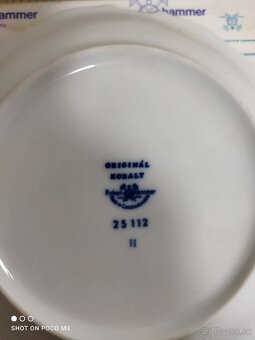 hammer
hammer
ORIGINÁL
KOBALT
25 112
II
SHOT ON POCO M3
bazos.sk